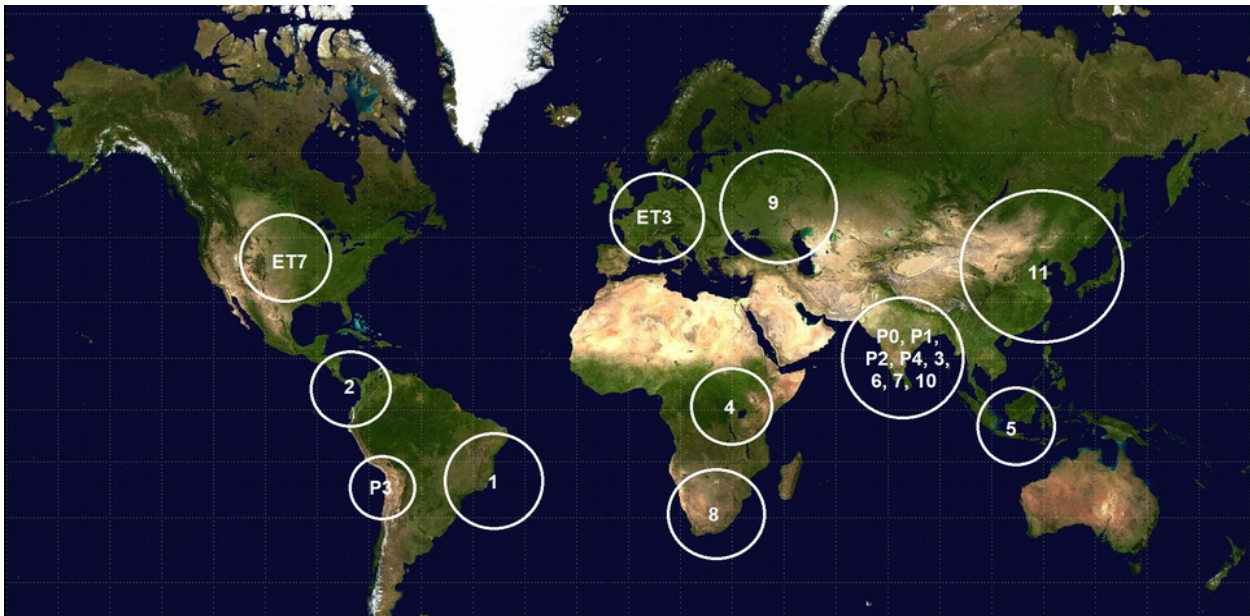 9
ET3
ET7
11
P0, P1,
P2, P4, 3,
6, 7, 10
2
4
5
P3
1
8